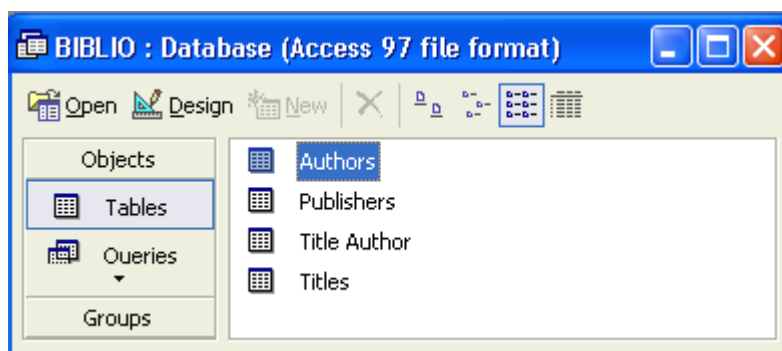 BIBLIO : Database (Access 97 file format)
Open Design New
Objects
Tables
Queries
Groups
Authors
Publishers
Title Author
Titles